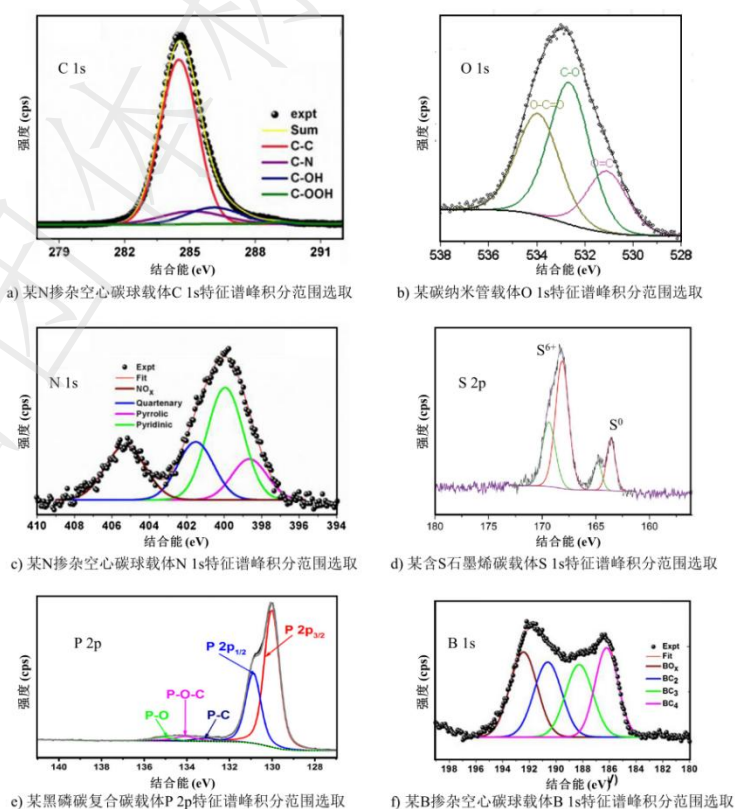 C 1s
强度 (cps)
expt
Sum
C-C
C-N
C-OH
C-OOH
279 282 285 288 291
结合能 (eV)
a) 某N掺杂空心碳球载体C 1s特征谱峰积分范围选取
O 1s
强度 (cps)
C-O
O-C=O
O=C
538 536 534 532 530 528
结合能 (eV)
b) 某碳纳米管载体O 1s特征谱峰积分范围选取
N 1s
强度 (cps)
Expt
Fit
NOX
Quartenary
Pyrrolic
Pyridinic
410 408 406 404 402 400 398 396 394
结合能 (eV)
c) 某N掺杂空心碳球载体N 1s特征谱峰积分范围选取
S 2p
强度 (cps)
S6+
S0
180 175 170 165 160
结合能 (eV)
d) 某含S石墨烯碳载体S 1s特征谱峰积分范围选取
P 2p
强度 (cps)
P 2p3/2
P 2p1/2
P-O-C
P-O
P-C
140 138 136 134 132 130 128
结合能 (eV)
e) 某黑磷碳复合碳载体P 2p特征谱峰积分范围选取
B 1s
强度 (cps)
Expt
Fit
BOx
BC2
BC3
BC4
198 196 194 192 190 188 186 184 182 180
结合能 (eV)
f) 某B掺杂空心碳球载体B 1s特征谱峰积分范围选取